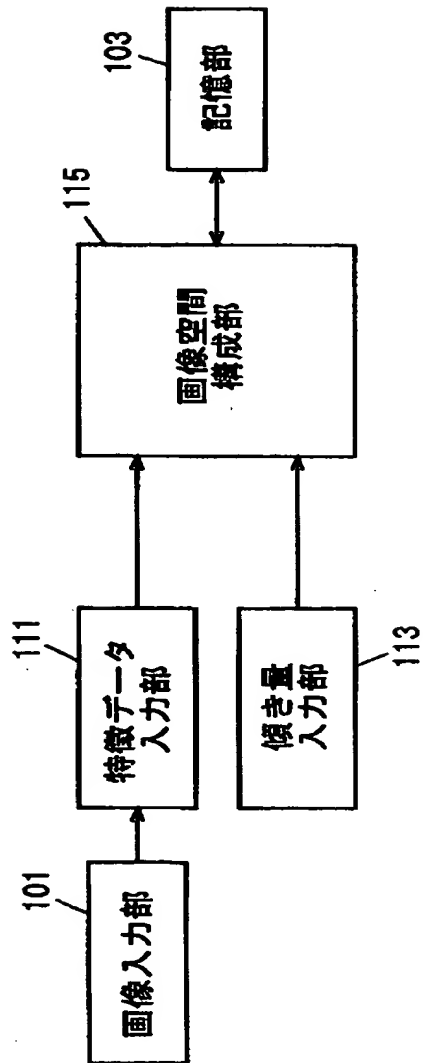 101
画像入力部
111
特徴データ
入力部
傾き量
入力部
113
115
画像空間
構成部
103
記憶部